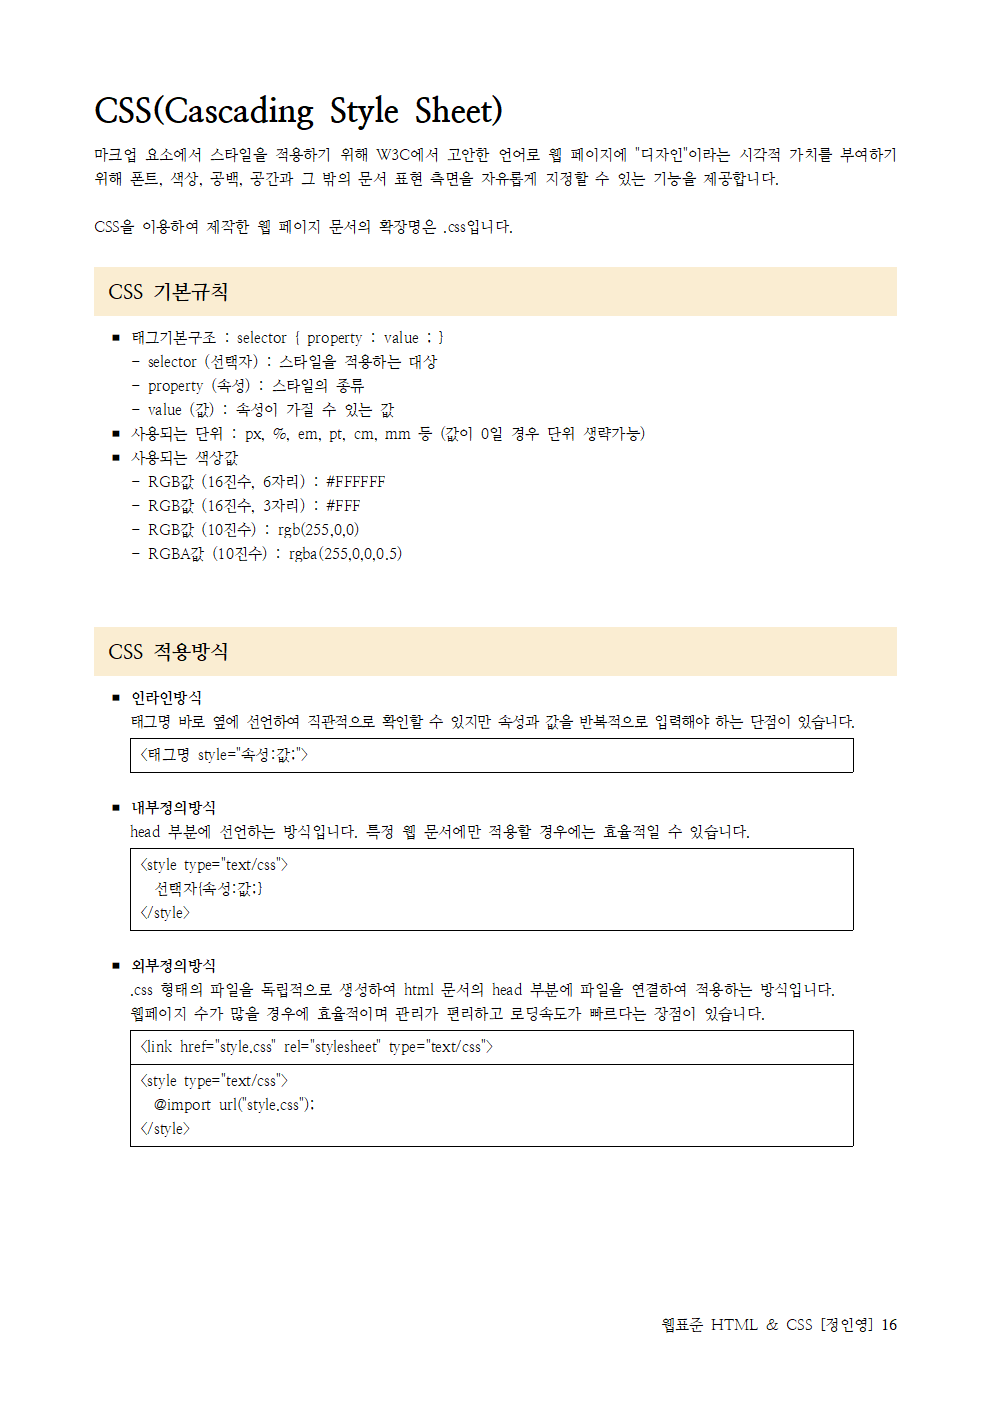 CSS(Cascading Style Sheet)
마크업 요소에서 스타일을 적용하기 위해 W3C에서 고안한 언어로 웹 페이지에 "디자인"이라는 시각적 가치를 부여하기
위해 폰트, 색상, 공백, 공간과 그 밖의 문서 표현 측면을 자유롭게 지정할 수 있는 기능을 제공합니다.
CSS을 이용하여 제작한 웹 페이지 문서의 확장명은 .css입니다.
CSS 기본규칙
■ 태그기본구조 : selector { property : value ; }
- selector (선택자) : 스타일을 적용하는 대상
- property (속성) : 스타일의 종류
- value (값) : 속성이 가질 수 있는 값
■ 사용되는 단위 : px, %, em, pt, cm, mm 등 (값이 0일 경우 단위 생략가능)
■ 사용되는 색상값
- RGB값 (16진수, 6자리) : #FFFFFF
- RGB값 (16진수, 3자리) : #FFF
- RGB값 (10진수) : rgb(255,0,0)
- RGBA값 (10진수) : rgba(255,0,0,0.5)
CSS 적용방식
■ 인라인방식
태그명 바로 옆에 선언하여 직관적으로 확인할 수 있지만 속성과 값을 반복적으로 입력해야 하는 단점이 있습니다.
<태그명 style="속성:값;">
■ 내부정의방식
head 부분에 선언하는 방식입니다. 특정 웹 문서에만 적용할 경우에는 효율적일 수 있습니다.
<style type="text/css">
선택자{속성:값;}
</style>
■ 외부정의방식
.css 형태의 파일을 독립적으로 생성하여 html 문서의 head 부분에 파일을 연결하여 적용하는 방식입니다.
웹페이지 수가 많을 경우에 효율적이며 관리가 편리하고 로딩속도가 빠르다는 장점이 있습니다.
<link href="style.css" rel="stylesheet" type="text/css">
<style type="text/css">
@import url("style.css");
</style>
웹표준 HTML & CSS [정인영] 16